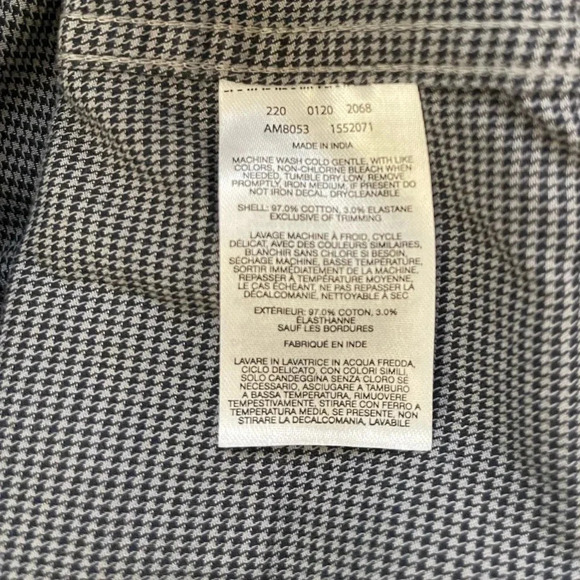 220 0120 2068
AM8053 1552071
MADE IN INDIA
MACHINE WASH COLD GENTLE, WITH LIKE
COLORS, NON-CHLORINE BLEACH WHEN
NEEDED, TUMBLE DRY LOW, REMOVE
PROMPTLY, IRON MEDIUM, IF PRESENT DO
NOT IRON DECAL, DRYCLEANABLE
SHELL: 97.0% COTTON, 3.0% ELASTANE
EXCLUSIVE OF TRIMMING
LAVAGE MACHINE À FROID, CYCLE
DÉLICAT, AVEC DES COULEURS SIMILAIRES,
BLANCHIR SANS CHLORE SI BESOIN,
SÉCHAGE MACHINE, BASSE TEMPÉRATURE,
SORTIR IMMÉDIATEMENT DE LA MACHINE,
REPASSER À TEMPÉRATURE MOYENNE,
LE CAS ÉCHÉANT, NE PAS REPASSER LA
DÉCALCOMANIE, NETTOYABLE À SEC
EXTÉRIEUR: 97.0% COTON, 3.0%
ÉLASTHANNE
SAUF LES BORDURES
FABRIQUÉ EN INDE
LAVARE IN LAVATRICE IN ACQUA FREDDA,
CICLO DELICATO, CON COLORI SIMILI,
SOLO CANDEGGINA SENZA CLORO SE
NECESSARIO, ASCIUGARE A TAMBURO
A BASSA TEMPERATURA, RIMUOVERE
TEMPESTIVAMENTE, STIRARE CON FERRO A
TEMPERATURA MEDIA, SE PRESENTE, NON
STIRARE LA DECALCOMANIA, LAVABILE